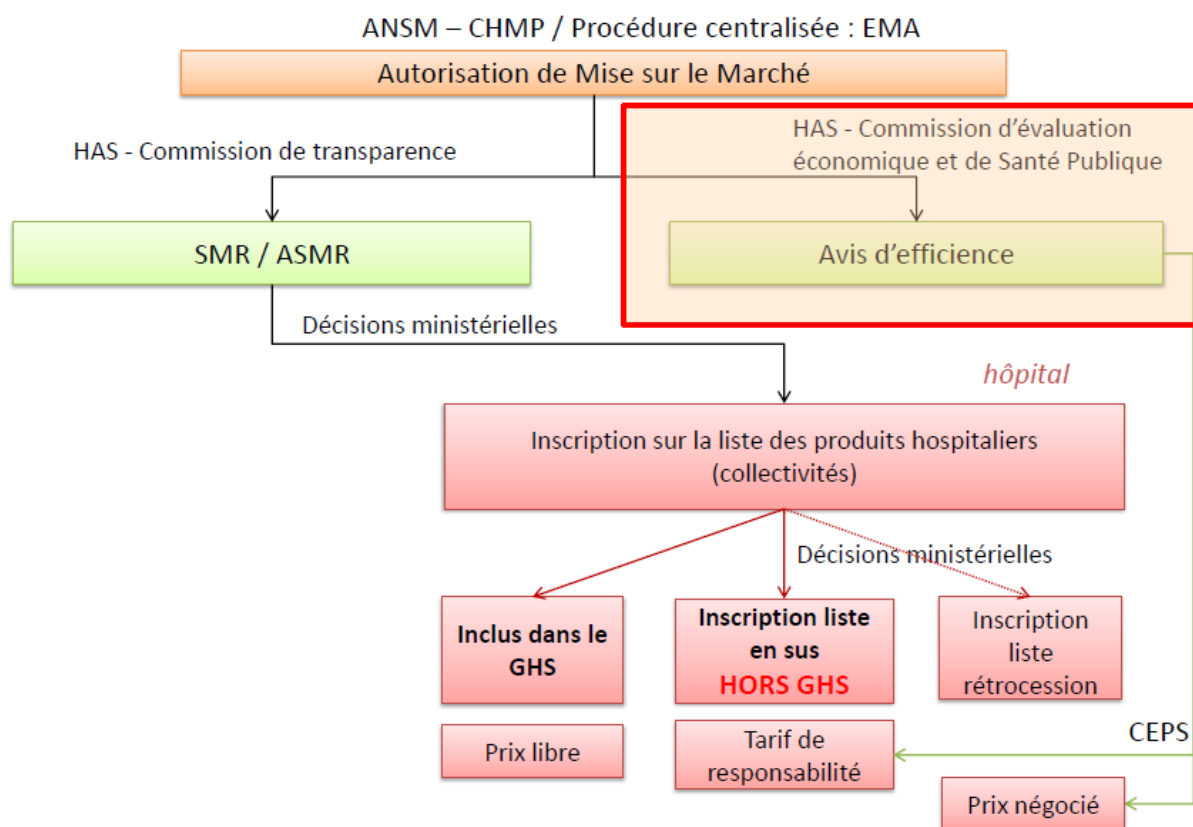 ANSM – CHMP / Procédure centralisée : EMA
Autorisation de Mise sur le Marché
HAS - Commission de transparence
HAS - Commission d'évaluation
économique et de Santé Publique
SMR / ASMR
Avis d'efficience
Décisions ministérielles
hôpital
Inscription sur la liste des produits hospitaliers
(collectivités)
Décisions ministérielles
Inclus dans le
GHS
Inscription liste
en sus
HORS GHS
Inscription
liste
rétrocession
Prix libre
Tarif de
responsabilité
CEPS
Prix négocié